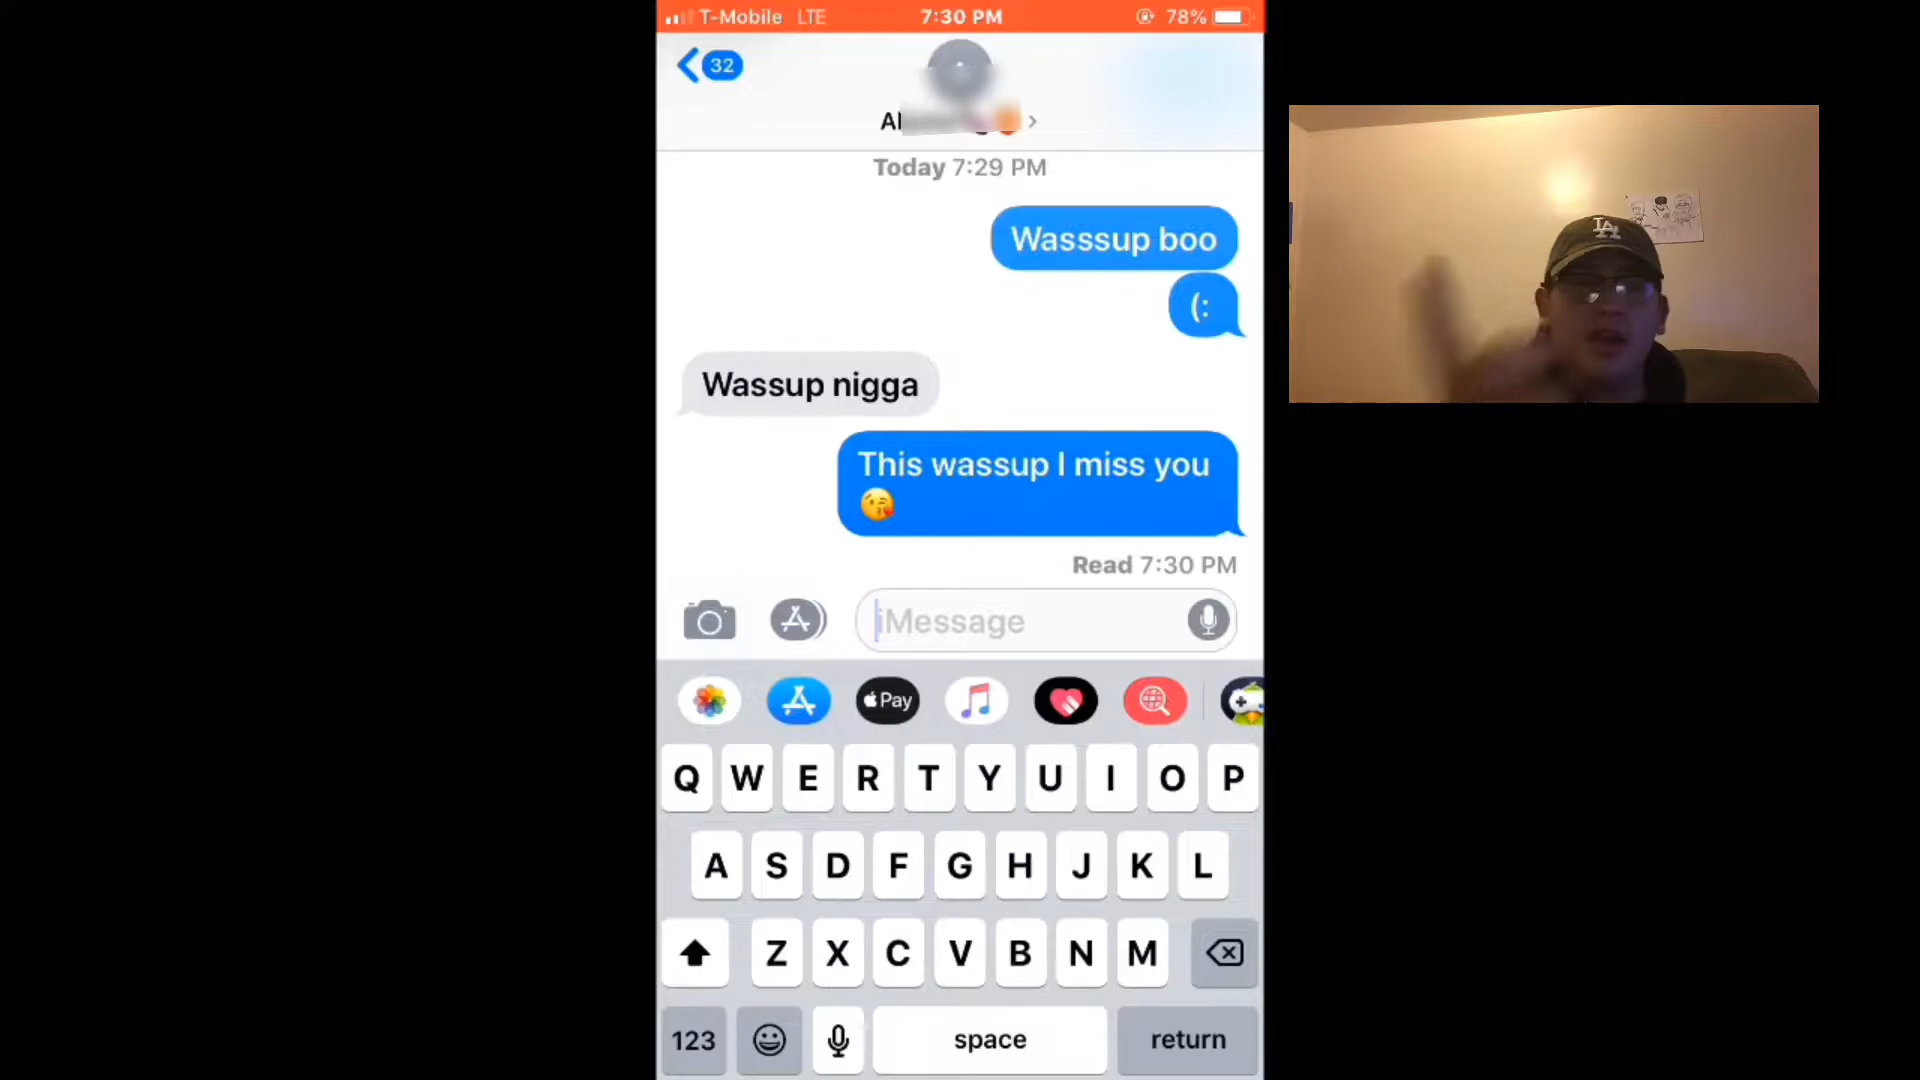 T-Mobile LTE 7:30 PM 78%
32
Today 7:29 PM
Wasssup boo
(:
Wassup nigga
This wassup I miss you
😘
Read 7:30 PM
iMessage
Pay
Q W E R T Y U I O P
A S D F G H J K L
Z X C V B N M
123 space return
LA